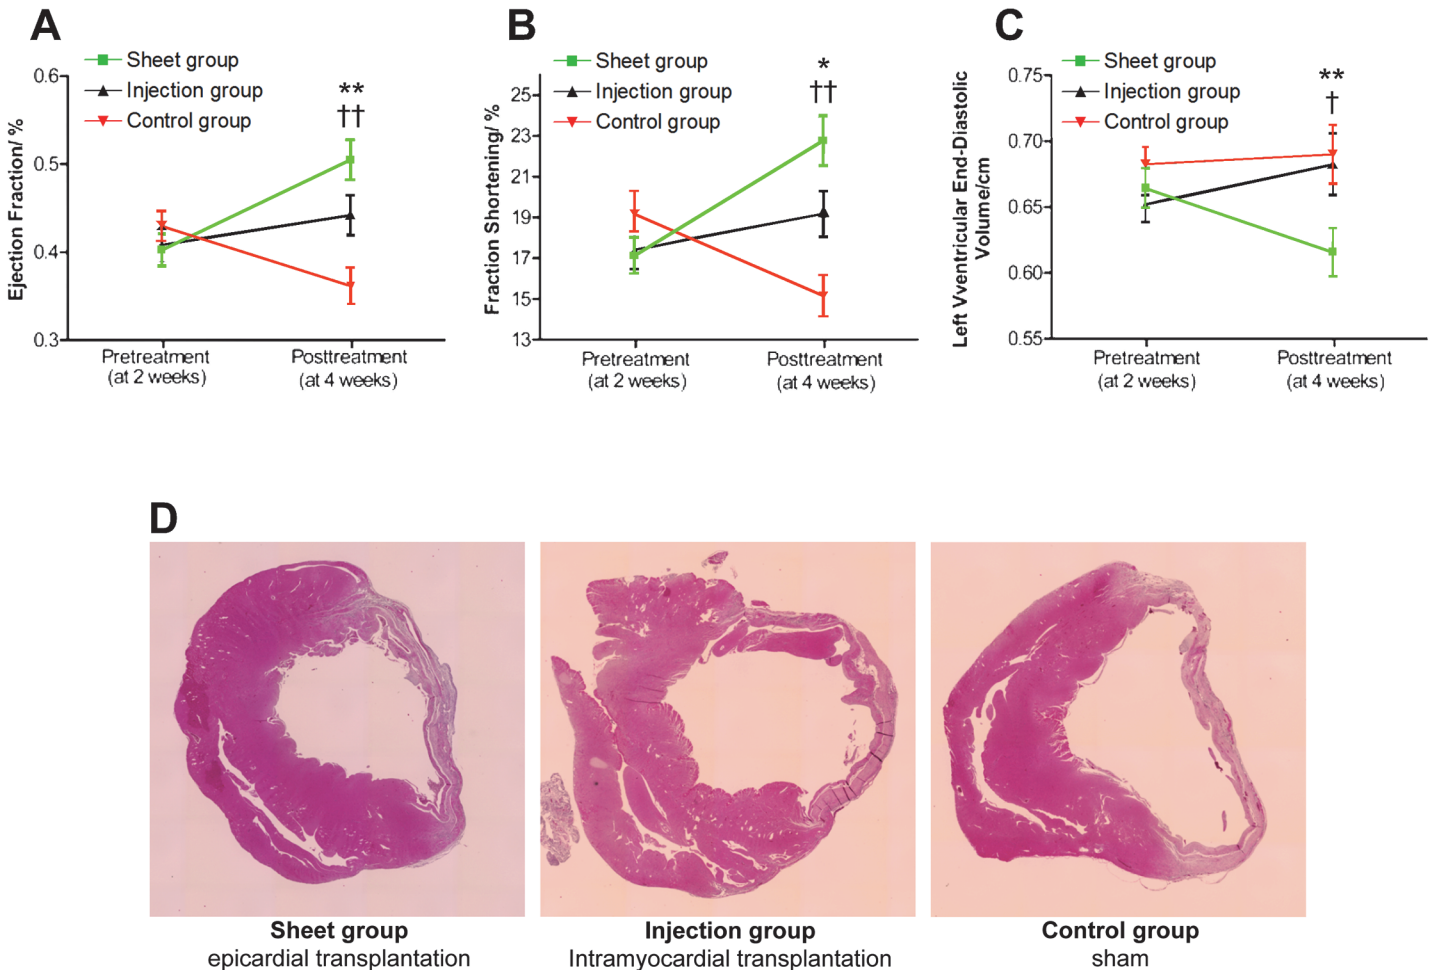 A
Sheet group
Injection group
Control group
**
††
Ejection Fraction/ %
0.6
0.5
0.4
0.3
Pretreatment
(at 2 weeks)
Posttreatment
(at 4 weeks)
B
Sheet group
Injection group
Control group
*
††
Fraction Shortening/ %
25
23
21
19
17
15
13
Pretreatment
(at 2 weeks)
Posttreatment
(at 4 weeks)
C
Sheet group
Injection group
Control group
**
†
Left Vventricular End-Diastolic
Volume/cm
0.75
0.70
0.65
0.60
0.55
Pretreatment
(at 2 weeks)
Posttreatment
(at 4 weeks)
D
Sheet group
epicardial transplantation
Injection group
Intramyocardial transplantation
Control group
sham